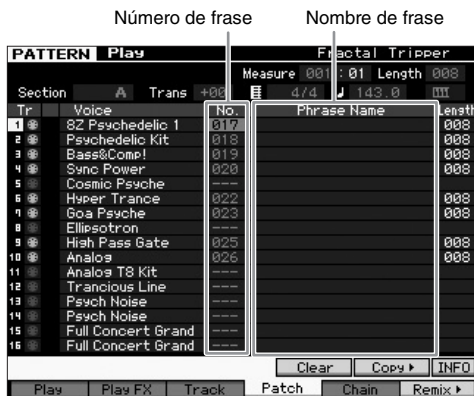 Número de frase Nombre de frase
PATTERN Play Fractal Tripper
Measure 001 : 01 Length 008
Section A Trans +00 4/4 143.0
Tr Voice No. Phrase Name Length
1 8Z Psychedelic 1 017 008
2 Psychedelic Kit 018 008
3 Bass&Comp! 019 008
4 Sync Power 020 008
5 Cosmic Psyche ---
6 Hyper Trance 022 008
7 Goa Psyche 023 008
8 Ellipsotron ---
9 High Pass Gate 025 008
10 Analog 026 008
11 Analog T8 Kit ---
12 Trancious Line ---
13 Psych Noise ---
14 Psych Noise ---
15 Full Concert Grand ---
16 Full Concert Grand ---
Clear Copy INFO
Play Play FX Track Patch Chain Remix